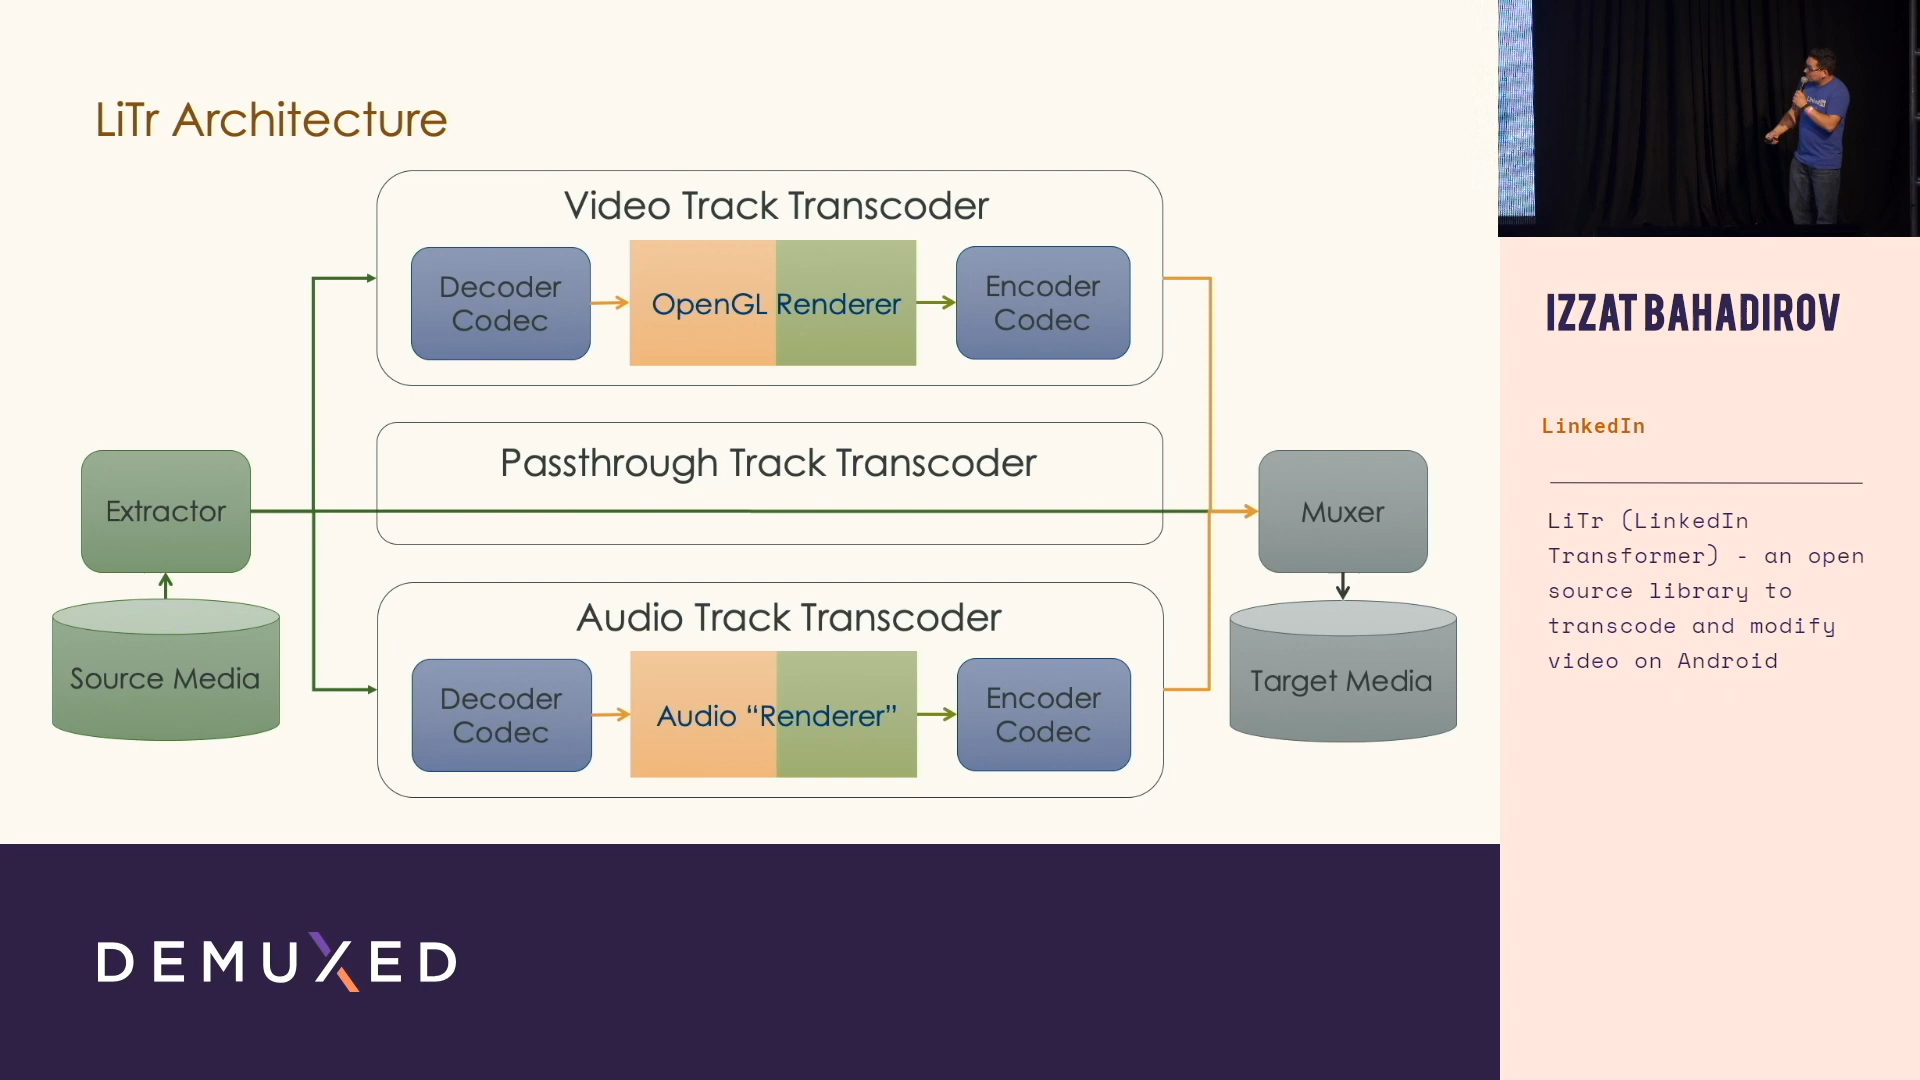 LiTr Architecture
Video Track Transcoder
Decoder
Codec
OpenGL Renderer
Encoder
Codec
Passthrough Track Transcoder
Extractor
Muxer
Source Media
Target Media
Audio Track Transcoder
Decoder
Codec
Audio “Renderer”
Encoder
Codec
DEMUXED
IZZAT BAHADIROV
LinkedIn
LiTr (LinkedIn
Transformer) - an open
source library to
transcode and modify
video on Android